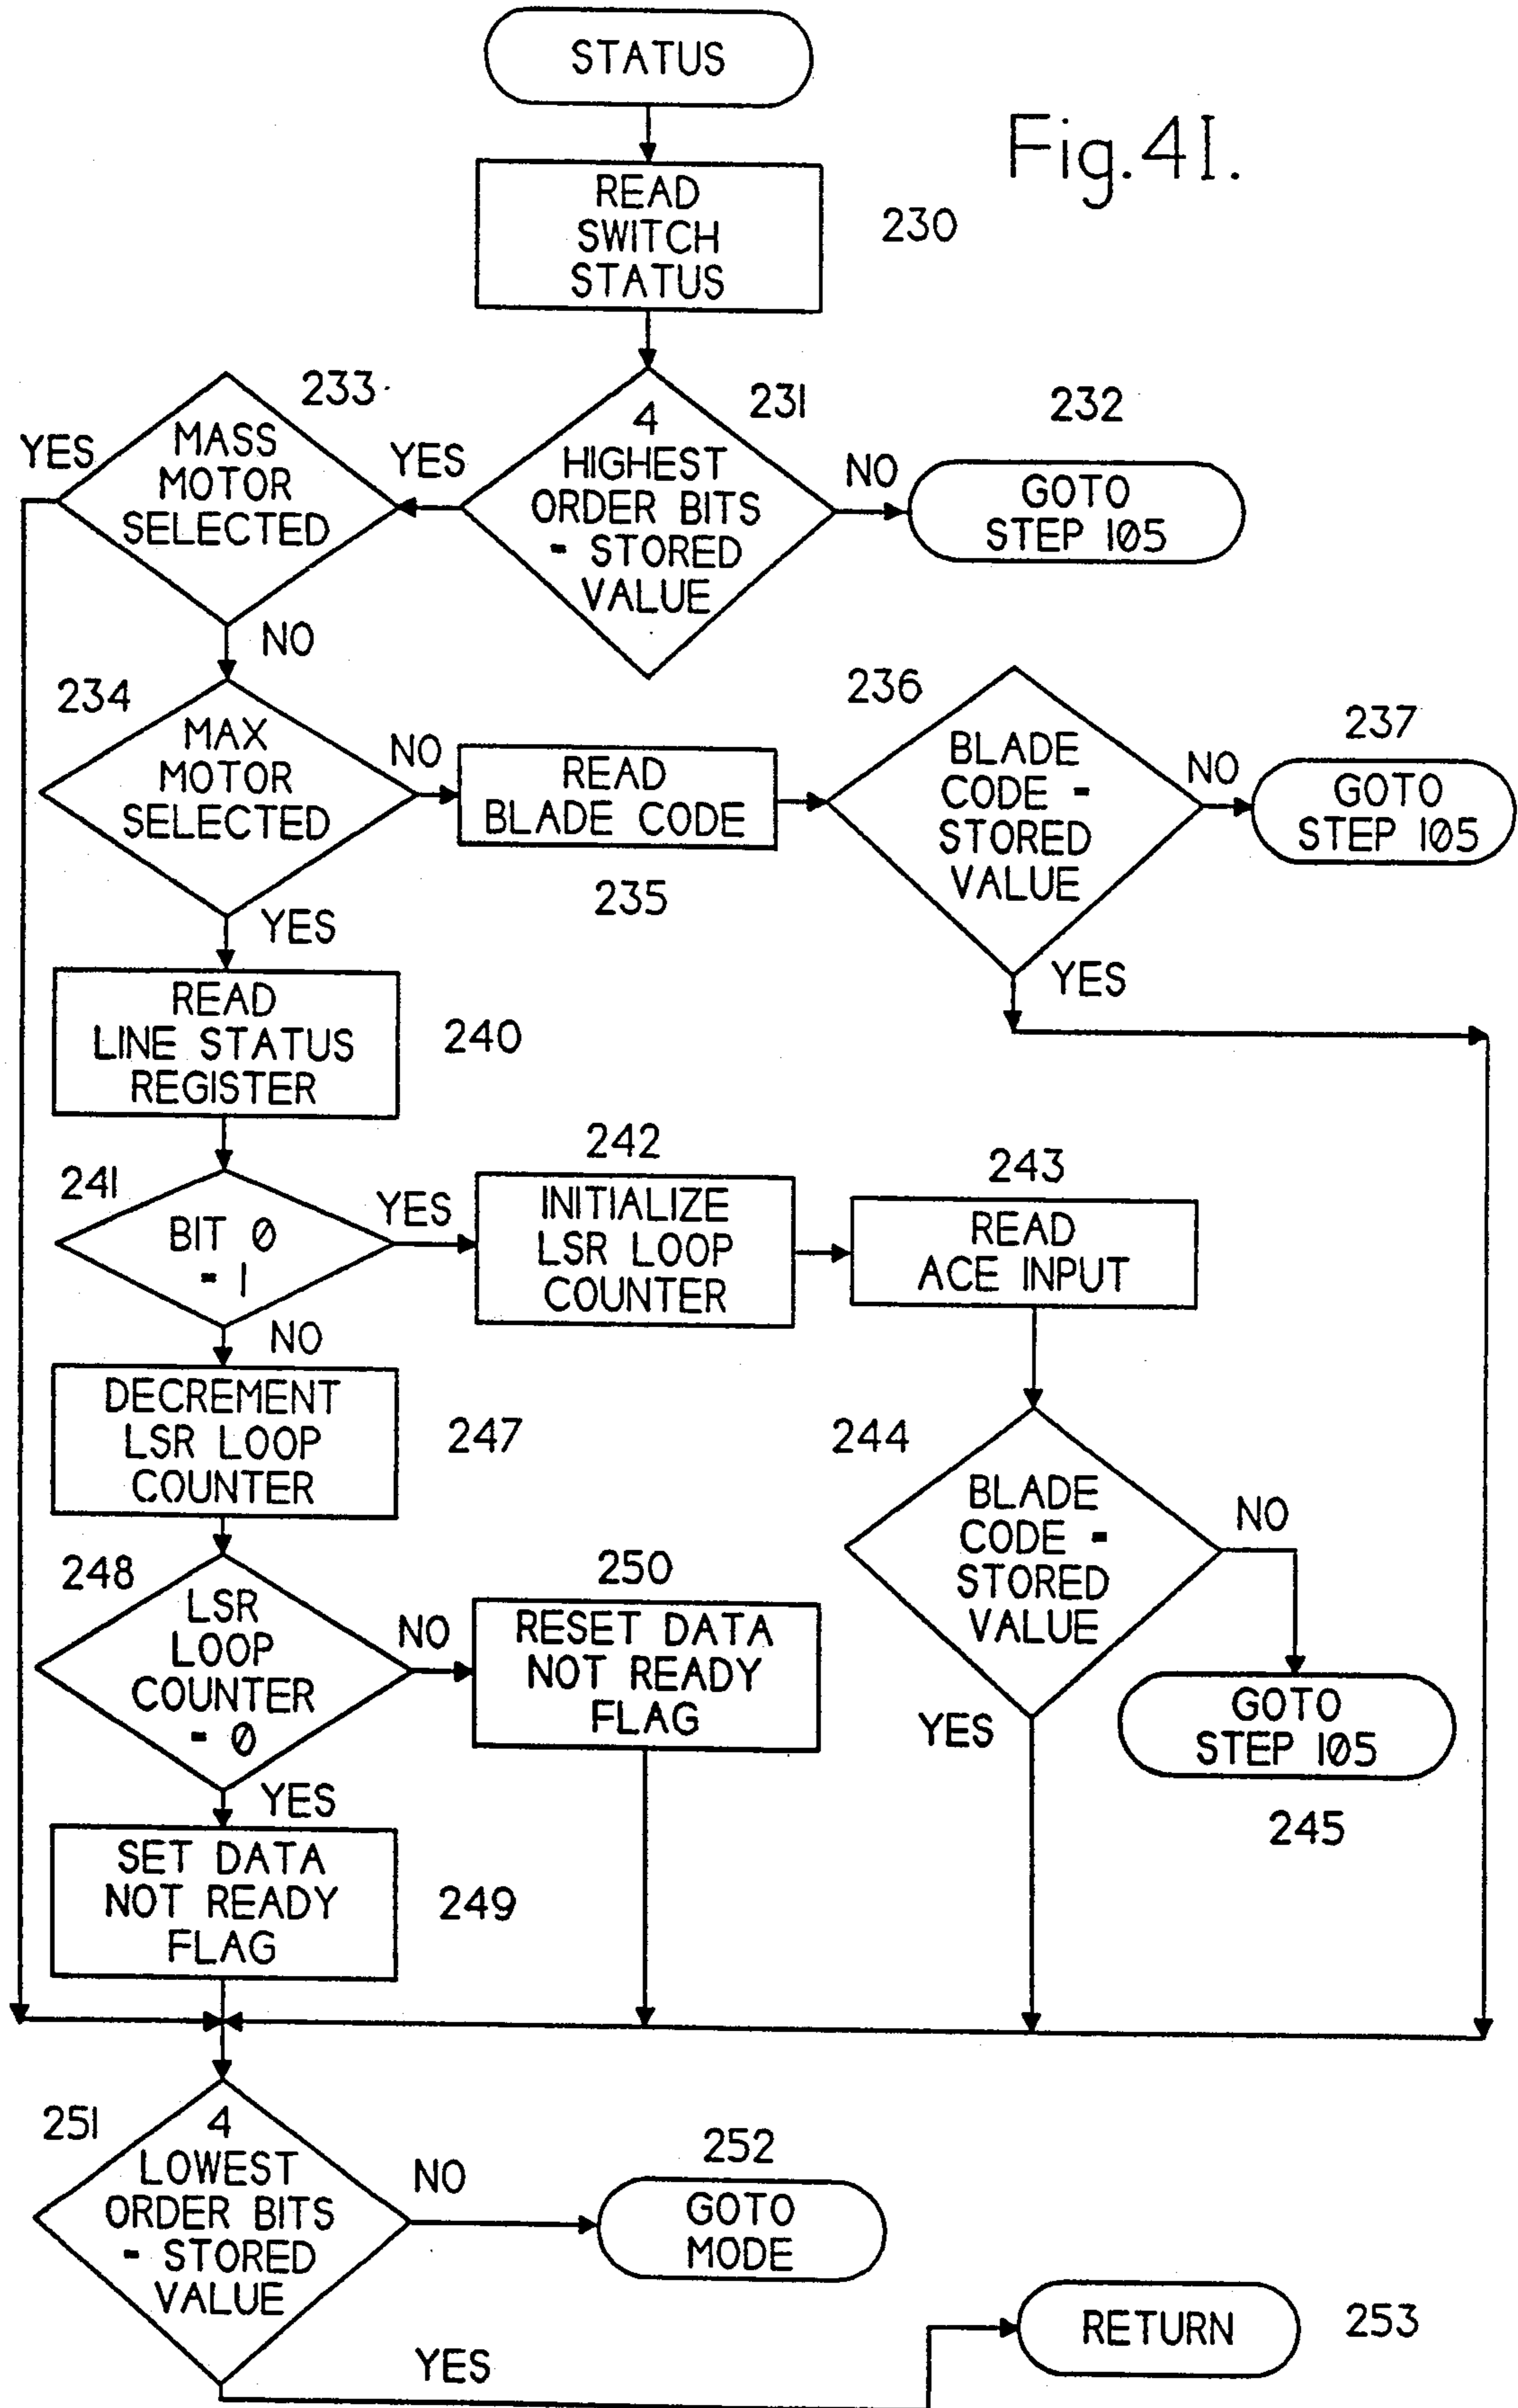 STATUS
Fig.4I.
READ
SWITCH
STATUS
230
233
MASS
MOTOR
SELECTED
YES
YES
231
4
HIGHEST
ORDER BITS
= STORED
VALUE
NO
232
GOTO
STEP 105
NO
234
MAX
MOTOR
SELECTED
NO
READ
BLADE CODE
235
236
BLADE
CODE =
STORED
VALUE
NO
237
GOTO
STEP 105
YES
YES
READ
LINE STATUS
REGISTER
240
241
BIT 0
= 1
YES
242
INITIALIZE
LSR LOOP
COUNTER
243
READ
ACE INPUT
NO
DECREMENT
LSR LOOP
COUNTER
247
244
BLADE
CODE =
STORED
VALUE
NO
248
LSR
LOOP
COUNTER
= 0
NO
250
RESET DATA
NOT READY
FLAG
YES
GOTO
STEP 105
245
YES
SET DATA
NOT READY
FLAG
249
251
4
LOWEST
ORDER BITS
= STORED
VALUE
NO
252
GOTO
MODE
YES
RETURN
253